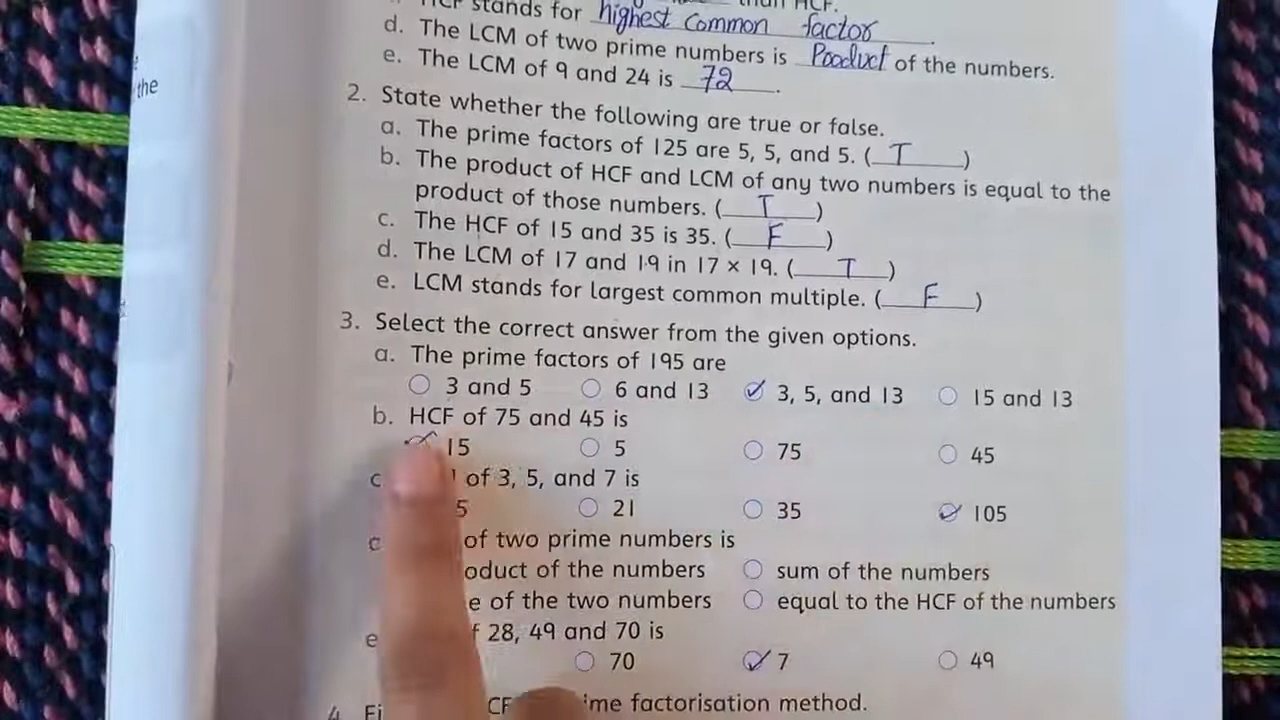 HCF stands for highest common factor.
than HCF.
d. The LCM of two prime numbers is Product of the numbers.
e. The LCM of 9 and 24 is 72.
the
2. State whether the following are true or false.
a. The prime factors of 125 are 5, 5, and 5. (T)
b. The product of HCF and LCM of any two numbers is equal to the
product of those numbers. (T)
c. The HCF of 15 and 35 is 35. (F)
d. The LCM of 17 and 19 in 17 × 19. (T)
e. LCM stands for largest common multiple. (F)
3. Select the correct answer from the given options.
a. The prime factors of 195 are
3 and 5 6 and 13 3, 5, and 13 15 and 13
b. HCF of 75 and 45 is
15 5 75 45
of 3, 5, and 7 is
5 21 35 105
of two prime numbers is
oduct of the numbers sum of the numbers
e of the two numbers equal to the HCF of the numbers
e 28, 49 and 70 is
70 7 49
4. Fi CF ime factorisation method.